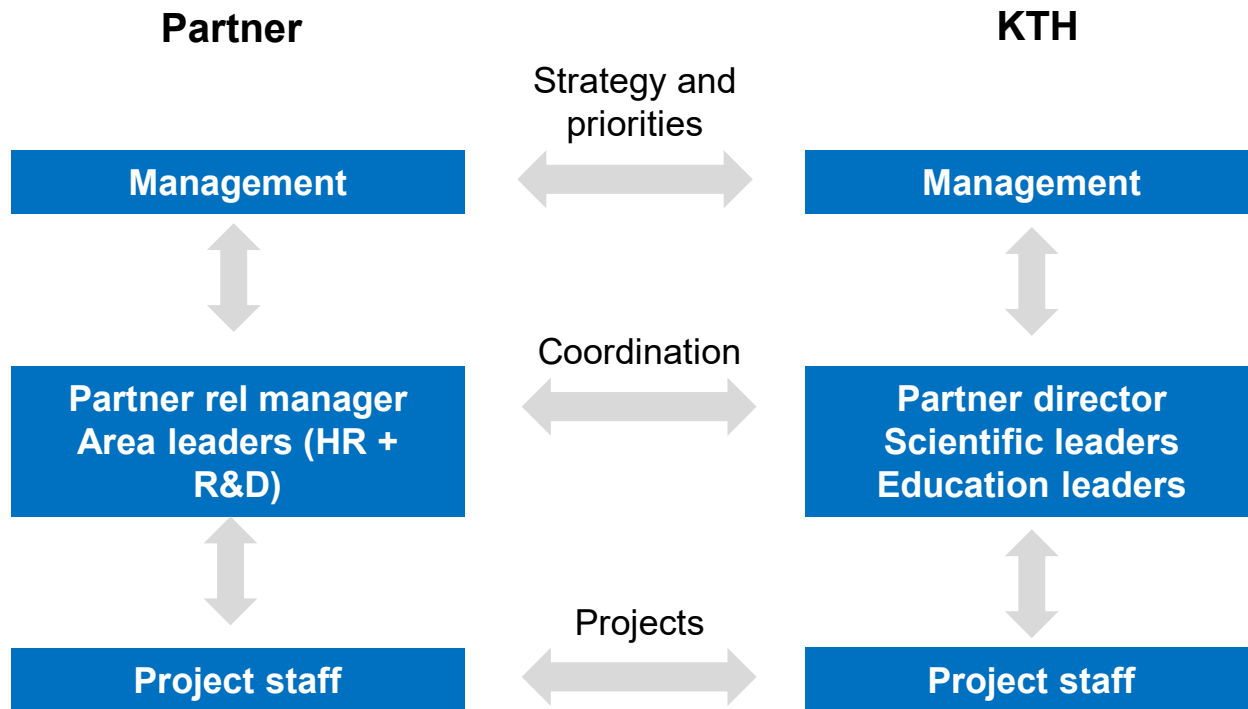 Partner
KTH
Strategy and
priorities
Management
Management
Coordination
Partner rel manager
Area leaders (HR +
R&D)
Partner director
Scientific leaders
Education leaders
Projects
Project staff
Project staff